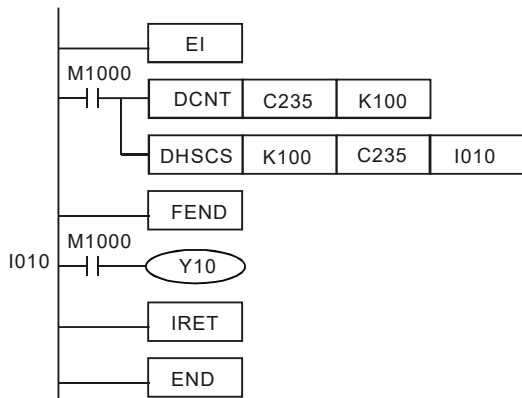 EI
M1000
DCNT C235 K100
DHSCS K100 C235 I010
FEND
M1000
I010 Y10
IRET
END